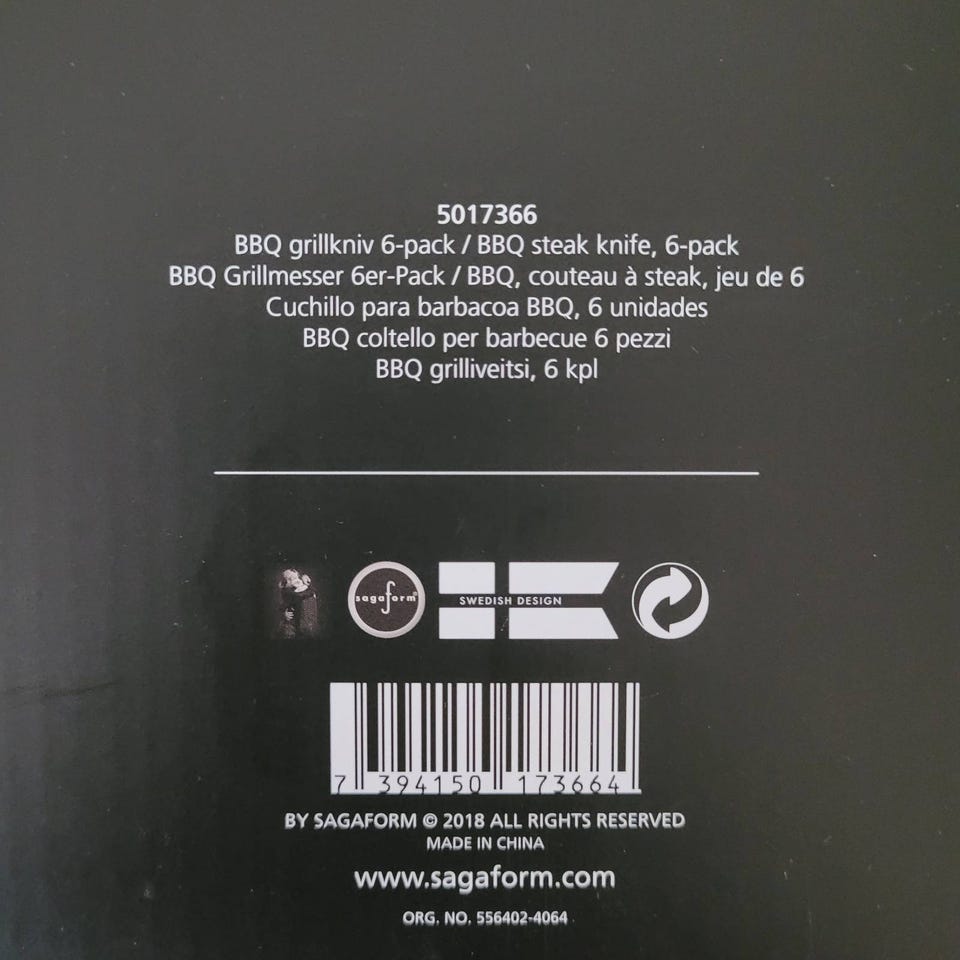 5017366
BBQ grillkniv 6-pack / BBQ steak knife, 6-pack
BBQ Grillmesser 6er-Pack / BBQ, couteau à steak, jeu de 6
Cuchillo para barbacoa BBQ, 6 unidades
BBQ coltello per barbecue 6 pezzi
BBQ grilliveitsi, 6 kpl
sagaform®
SWEDISH DESIGN
7 394150 173664
BY SAGAFORM © 2018 ALL RIGHTS RESERVED
MADE IN CHINA
www.sagaform.com
ORG. NO. 556402-4064